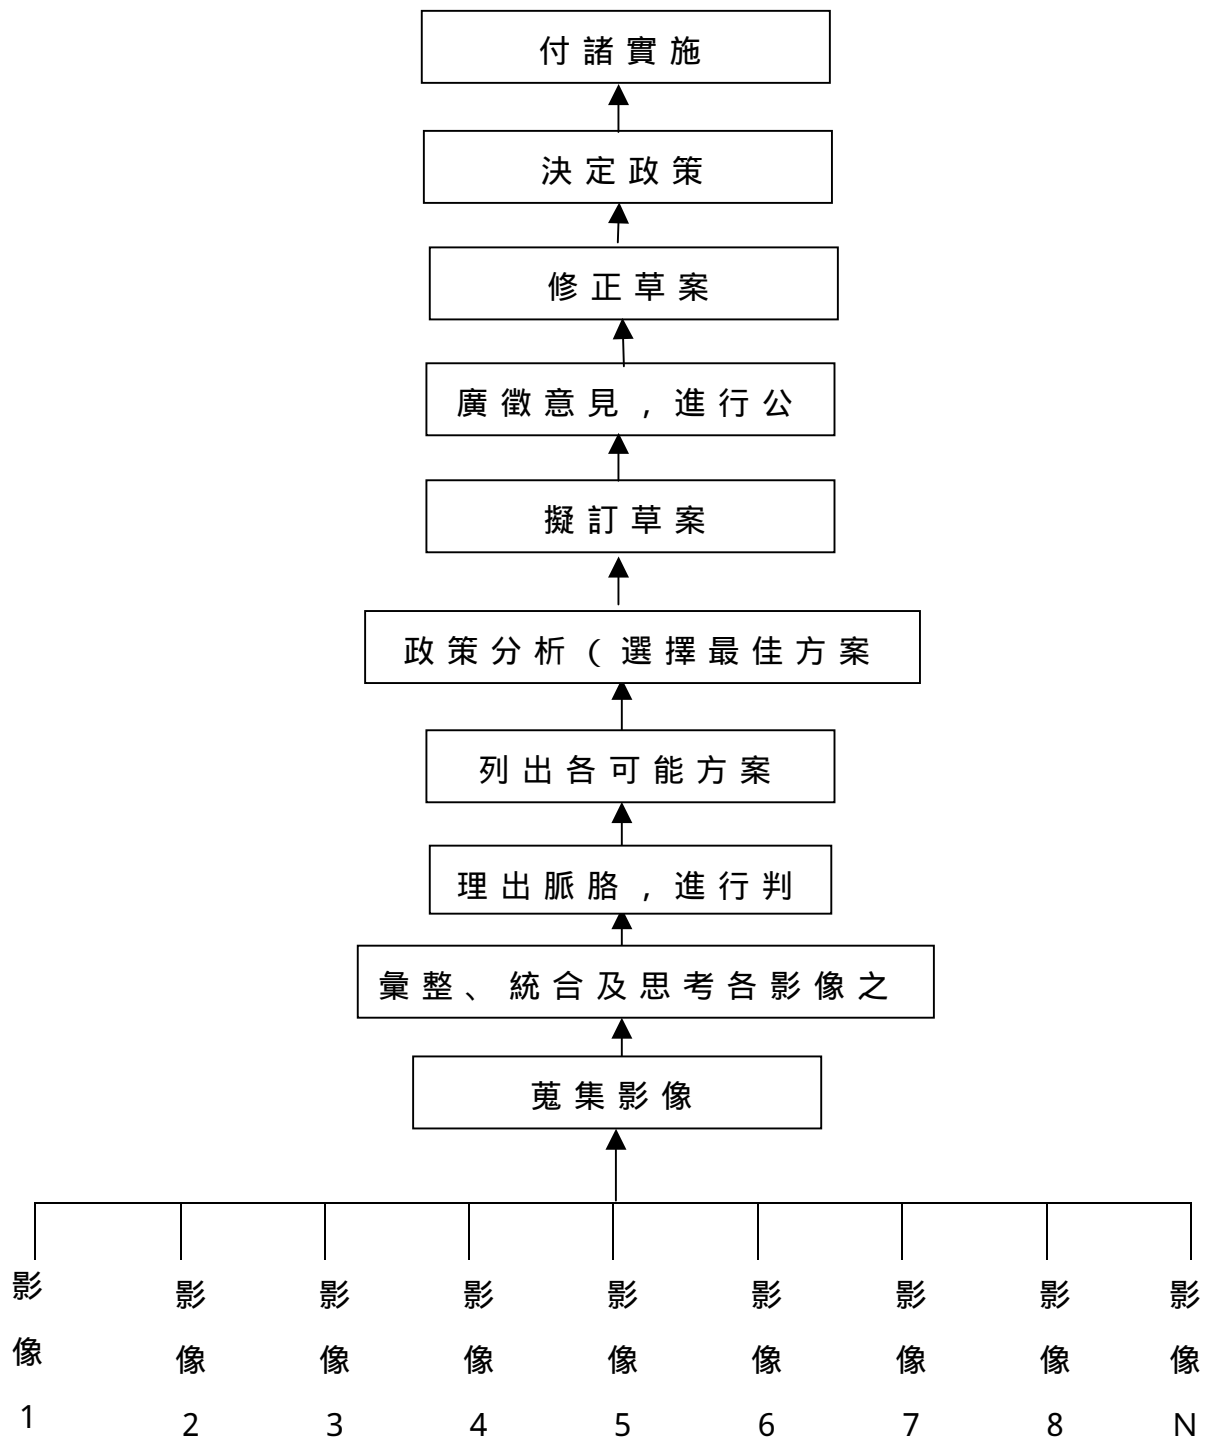 付諸實施
決定政策
修正草案
廣徵意見,進行公
擬訂草案
政策分析(選擇最佳方案
列出各可能方案
理出脈胳,進行判
彙整、統合及思考各影像之
蒐集影像
影像1
影像2
影像3
影像4
影像5
影像6
影像7
影像8
影像N